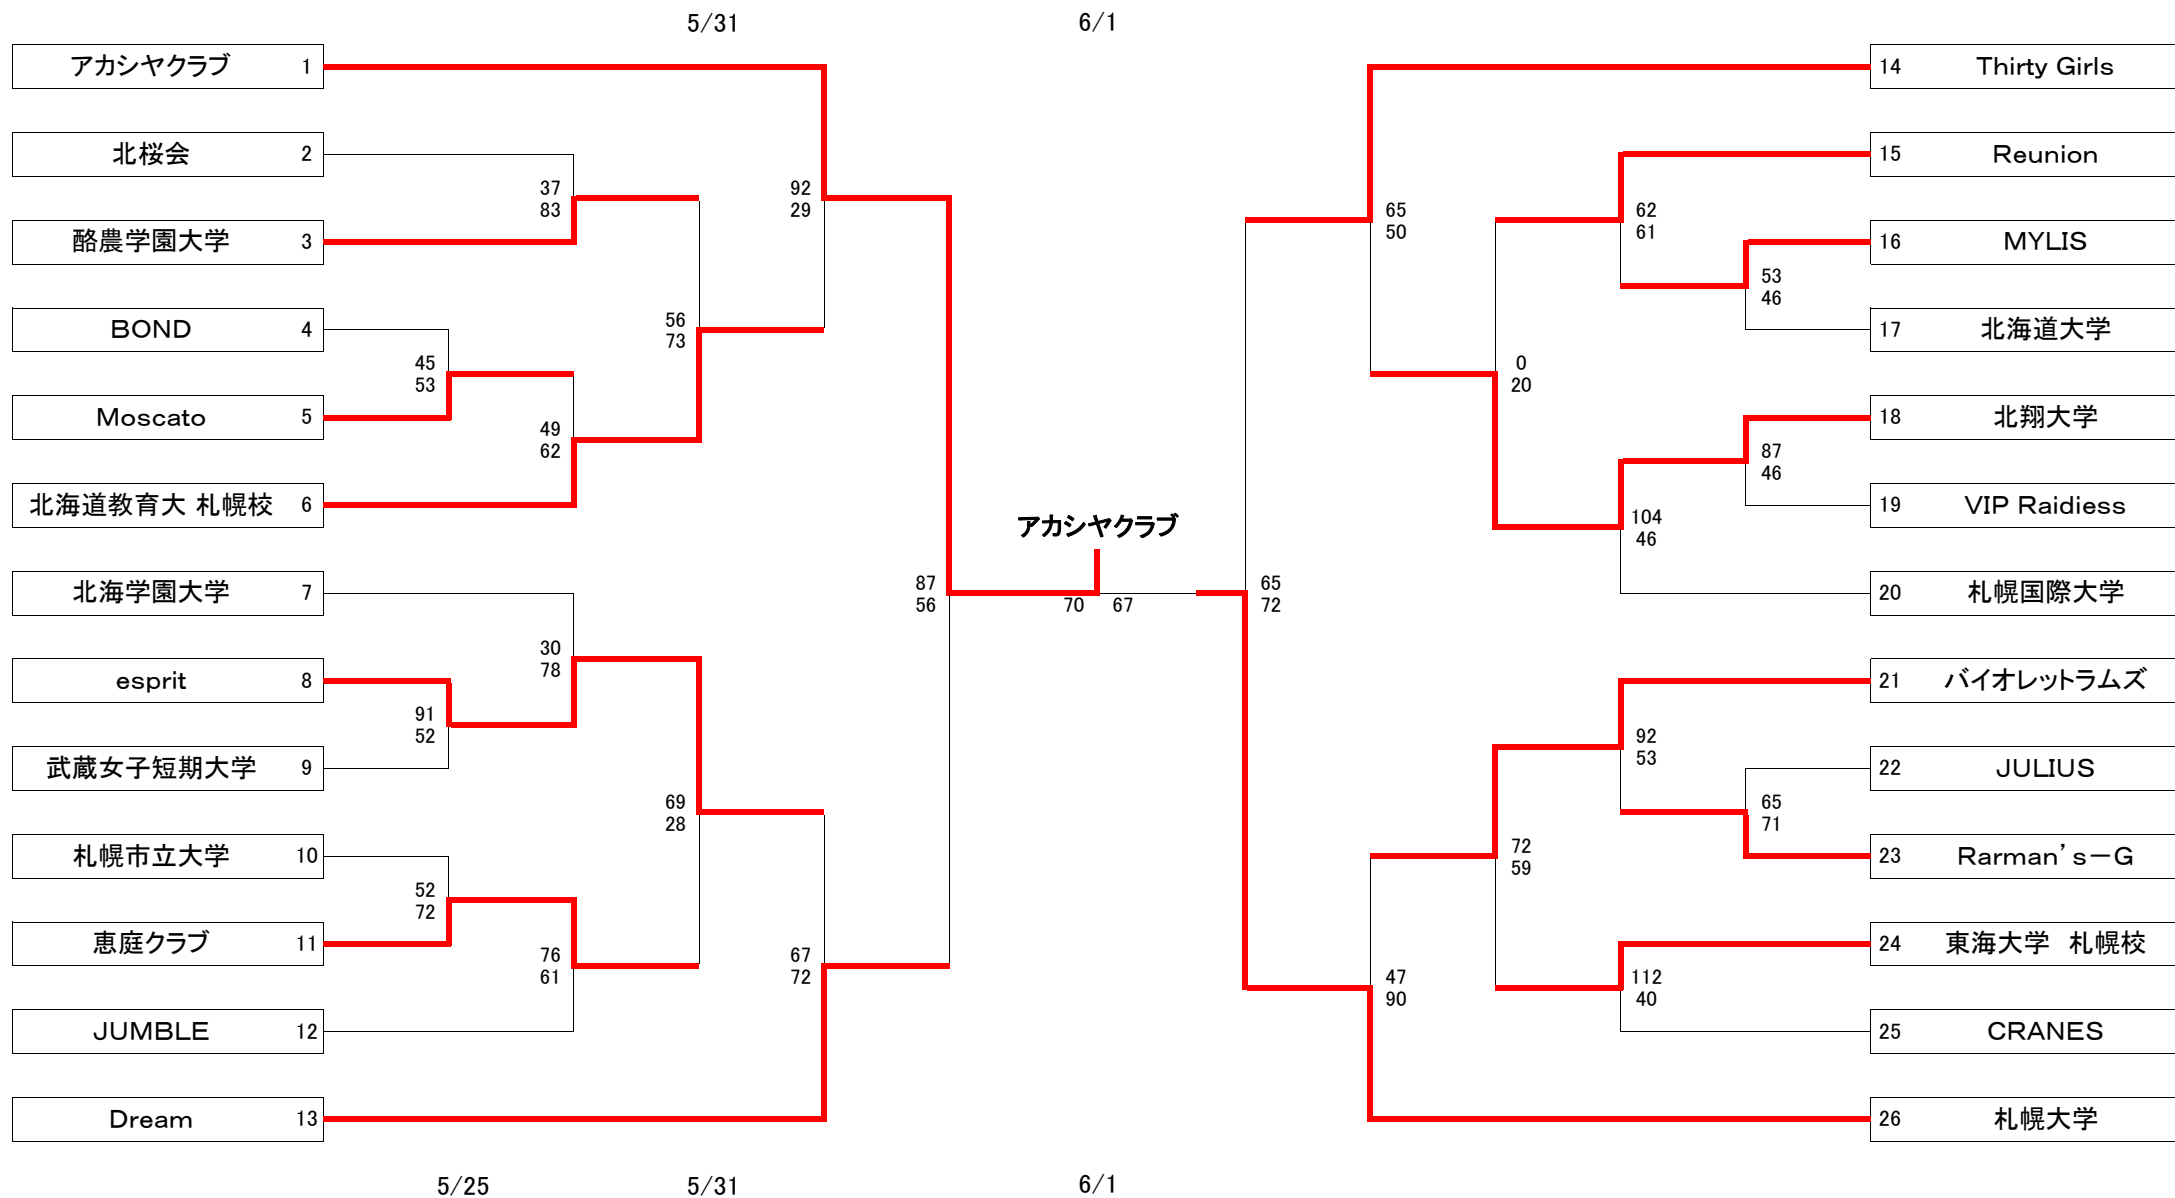 5/31
6/1
アカシヤクラブ 1
北桜会 2
酪農学園大学 3
BOND 4
Moscato 5
北海道教育大 札幌校 6
北海学園大学 7
esprit 8
武蔵女子短期大学 9
札幌市立大学 10
恵庭クラブ 11
JUMBLE 12
Dream 13
37
83
92
29
56
73
45
53
49
62
30
78
91
52
69
28
52
72
76
61
67
72
87
56
アカシヤクラブ
70 67
65
72
65
50
62
61
53
46
0
20
87
46
104
46
92
53
65
71
72
59
112
40
47
90
14 Thirty Girls
15 Reunion
16 MYLIS
17 北海道大学
18 北翔大学
19 VIP Raidiess
20 札幌国際大学
21 バイオレットラムズ
22 JULIUS
23 Rarman’s－G
24 東海大学　札幌校
25 CRANES
26 札幌大学
5/25
5/31
6/1